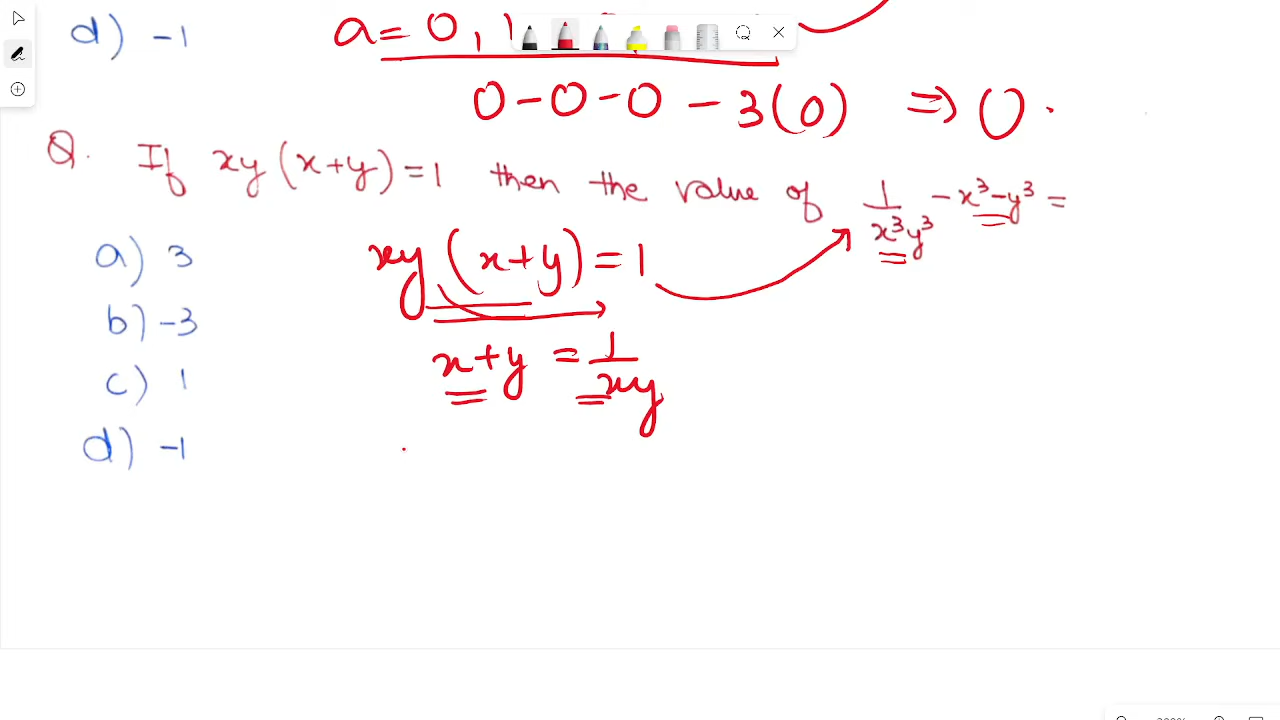 d) -1
a = 0, 1
0 - 0 - 0 - 3(0) ⇒ 0.
Q. If xy(x+y)=1 then the value of 1/x³y³ - x³ - y³ =
a) 3
xy(x+y) = 1
b) -3
x+y = 1/xy
c) 1
d) -1